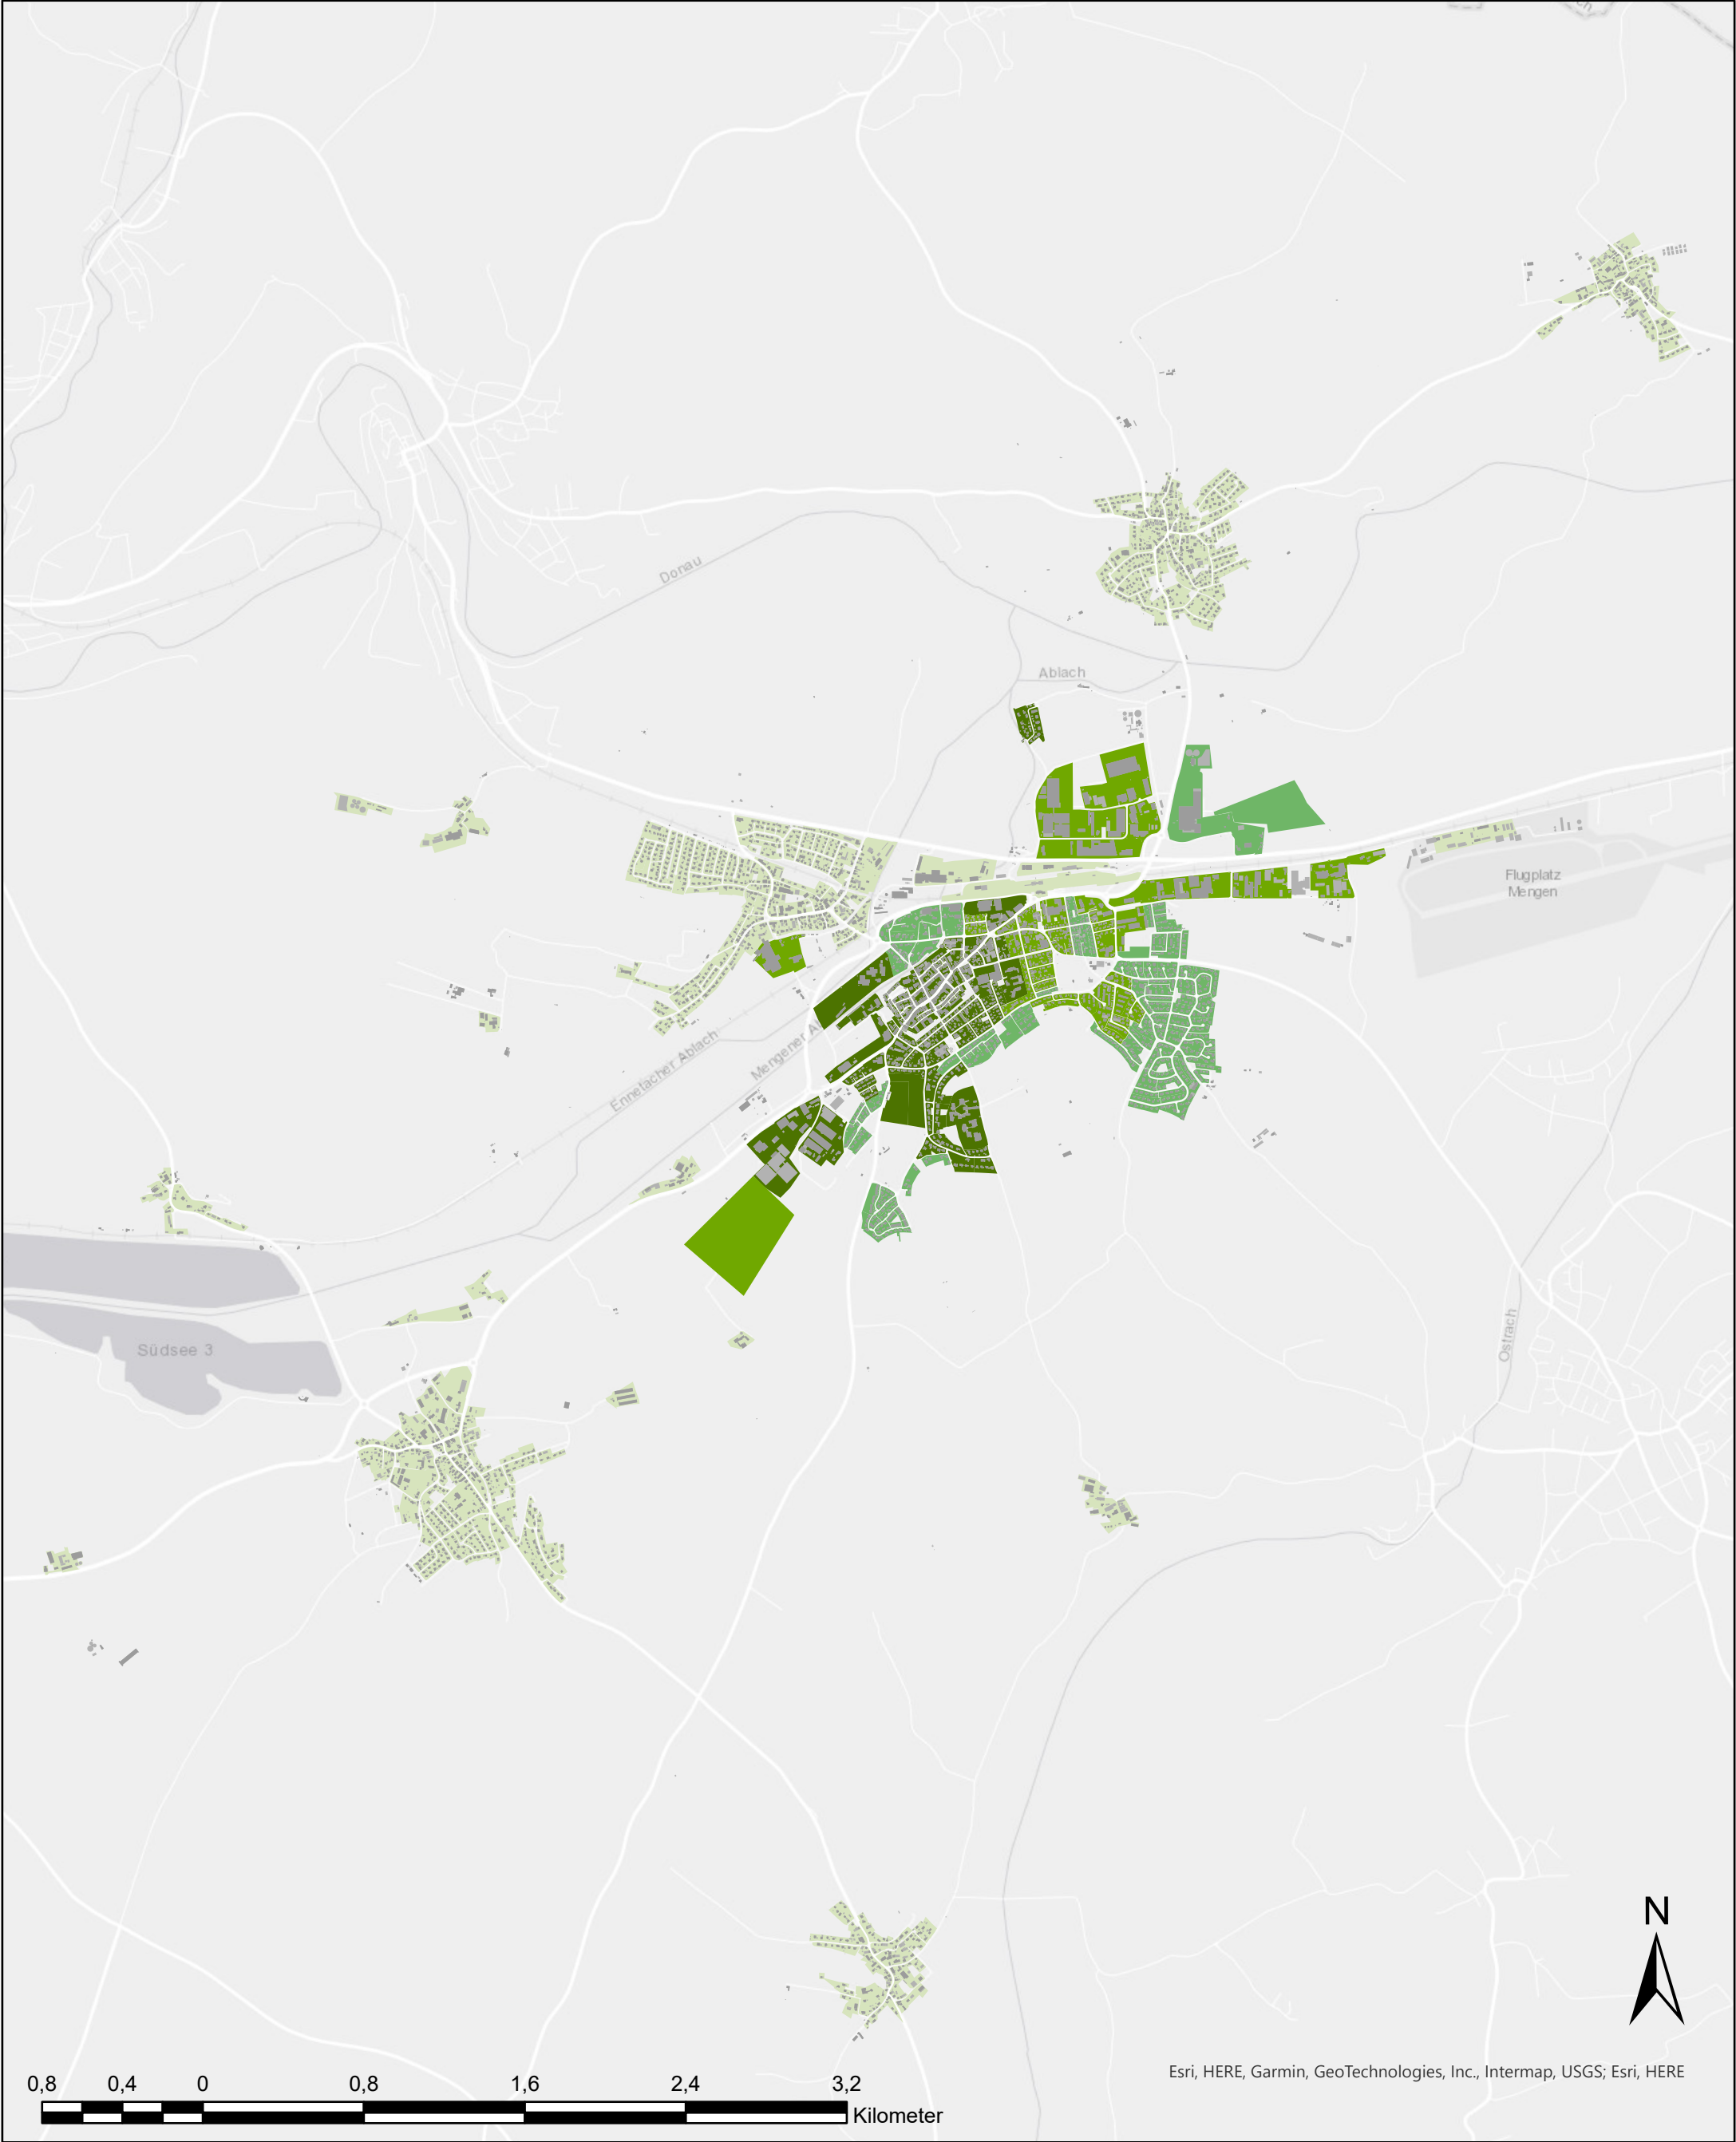 Donau
Ablach
Flugplatz
Mengen
Ennetacher Ablach
Mengener A
Südsee 3
Ostrach
N
Esri, HERE, Garmin, GeoTechnologies, Inc., Intermap, USGS; Esri, HERE
0,8 0,4 0 0,8 1,6 2,4 3,2
Kilometer